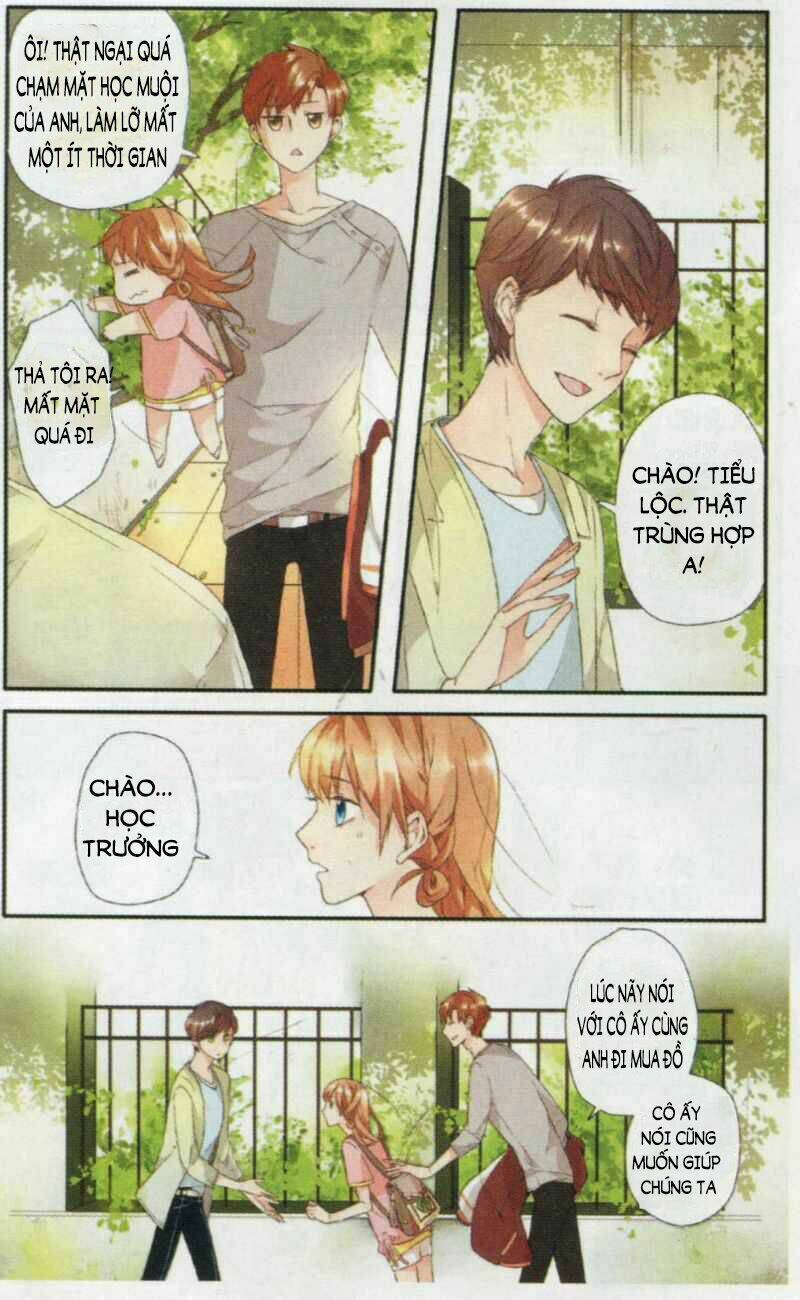 ÔI! THẬT NGẠI QUÁ
CHẠM MẶT HỌC MUỘI
CỦA ANH, LÀM LỠ MẤT
MỘT ÍT THỜI GIAN
THẢ TÔI RA!
MẤT MẶT
QUÁ ĐI
CHÀO! TIỂU
LỘC. THẬT
TRÙNG HỢP
A!
CHÀO...
HỌC
TRƯỞNG
LÚC NÃY NÓI
VỚI CÔ ẤY CÙNG
ANH ĐI MUA ĐỒ
CÔ ẤY
NÓI CŨNG
MUỐN GIÚP
CHÚNG TA